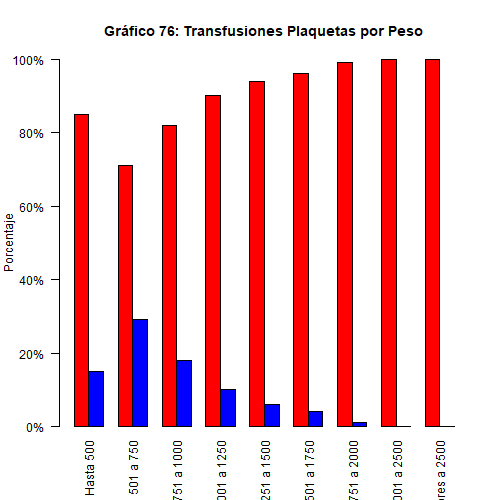 Gráfico 76: Transfusiones Plaquetas por Peso
Porcentaje
100%
80%
60%
40%
20%
0%
Hasta 500
501 a 750
751 a 1000
001 a 1250
251 a 1500
501 a 1750
751 a 2000
001 a 2500
res a 2500